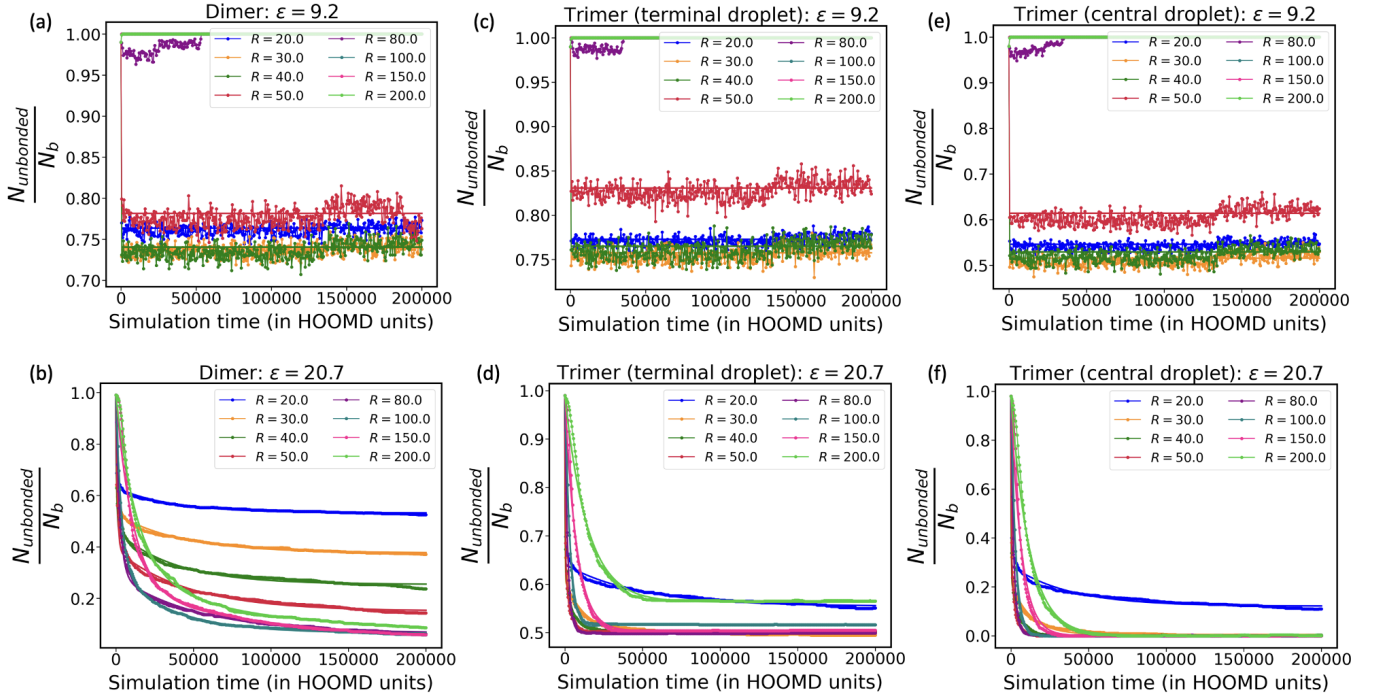 (a)
Dimer: ε = 9.2
1.00
0.95
0.90
0.85
0.80
0.75
0.70
N_unbonded
N_b
R = 20.0
R = 30.0
R = 40.0
R = 50.0
R = 80.0
R = 100.0
R = 150.0
R = 200.0
0 50000 100000 150000 200000
Simulation time (in HOOMD units)
(c)
Trimer (terminal droplet): ε = 9.2
1.00
0.95
0.90
0.85
0.80
0.75
N_unbonded
N_b
R = 20.0
R = 30.0
R = 40.0
R = 50.0
R = 80.0
R = 100.0
R = 150.0
R = 200.0
0 50000 100000 150000 200000
Simulation time (in HOOMD units)
(e)
Trimer (central droplet): ε = 9.2
1.0
0.9
0.8
0.7
0.6
0.5
N_unbonded
N_b
R = 20.0
R = 30.0
R = 40.0
R = 50.0
R = 80.0
R = 100.0
R = 150.0
R = 200.0
0 50000 100000 150000 200000
Simulation time (in HOOMD units)
(b)
Dimer: ε = 20.7
1.0
0.8
0.6
0.4
0.2
N_unbonded
N_b
R = 20.0
R = 30.0
R = 40.0
R = 50.0
R = 80.0
R = 100.0
R = 150.0
R = 200.0
0 50000 100000 150000 200000
Simulation time (in HOOMD units)
(d)
Trimer (terminal droplet): ε = 20.7
1.0
0.9
0.8
0.7
0.6
0.5
N_unbonded
N_b
R = 20.0
R = 30.0
R = 40.0
R = 50.0
R = 80.0
R = 100.0
R = 150.0
R = 200.0
0 50000 100000 150000 200000
Simulation time (in HOOMD units)
(f)
Trimer (central droplet): ε = 20.7
1.0
0.8
0.6
0.4
0.2
0.0
N_unbonded
N_b
R = 20.0
R = 30.0
R = 40.0
R = 50.0
R = 80.0
R = 100.0
R = 150.0
R = 200.0
0 50000 100000 150000 200000
Simulation time (in HOOMD units)